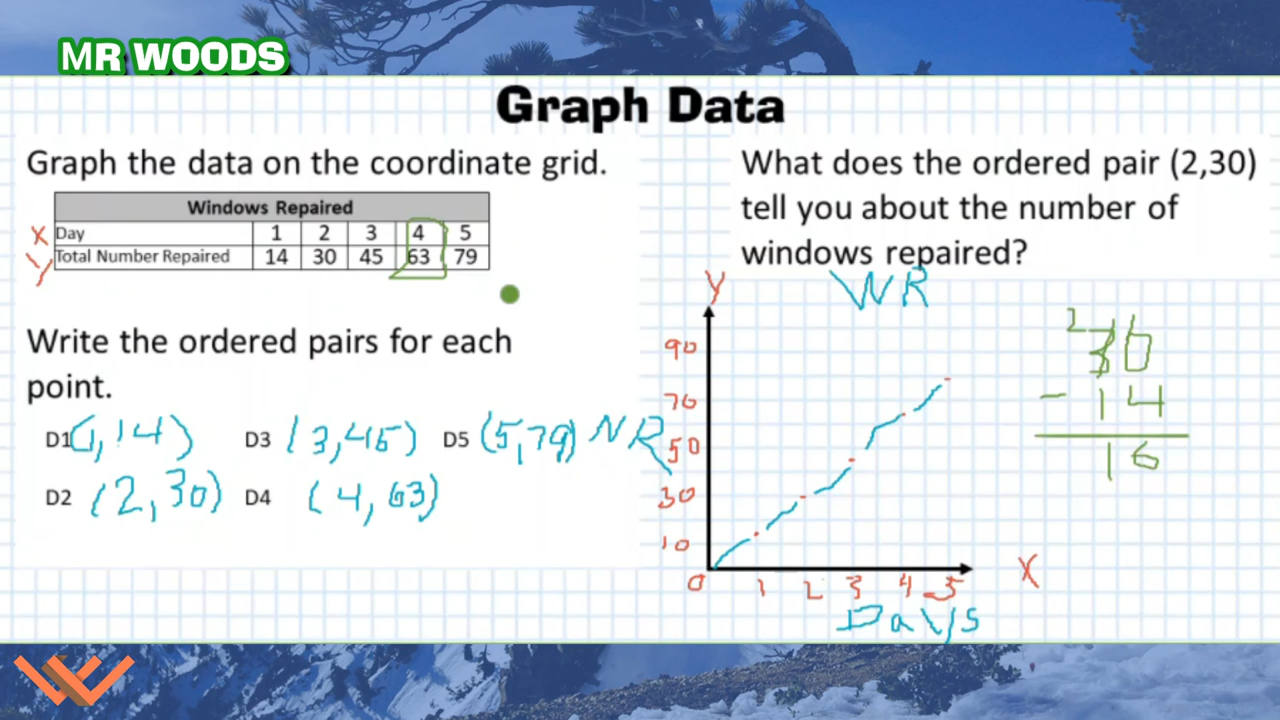 MR WOODS
Graph Data
Graph the data on the coordinate grid.
Windows Repaired
X Day 1 2 3 4 5
Y Total Number Repaired 14 30 45 63 79
Write the ordered pairs for each
point.
D1 (1,14) D3 (3,45) D5 (5,79)
D2 (2,30) D4 (4,63)
What does the ordered pair (2,30)
tell you about the number of
windows repaired?
Y WR
NR
90
70
50
30
10
0 1 2 3 4 5
X
Days
2
30
- 14
16